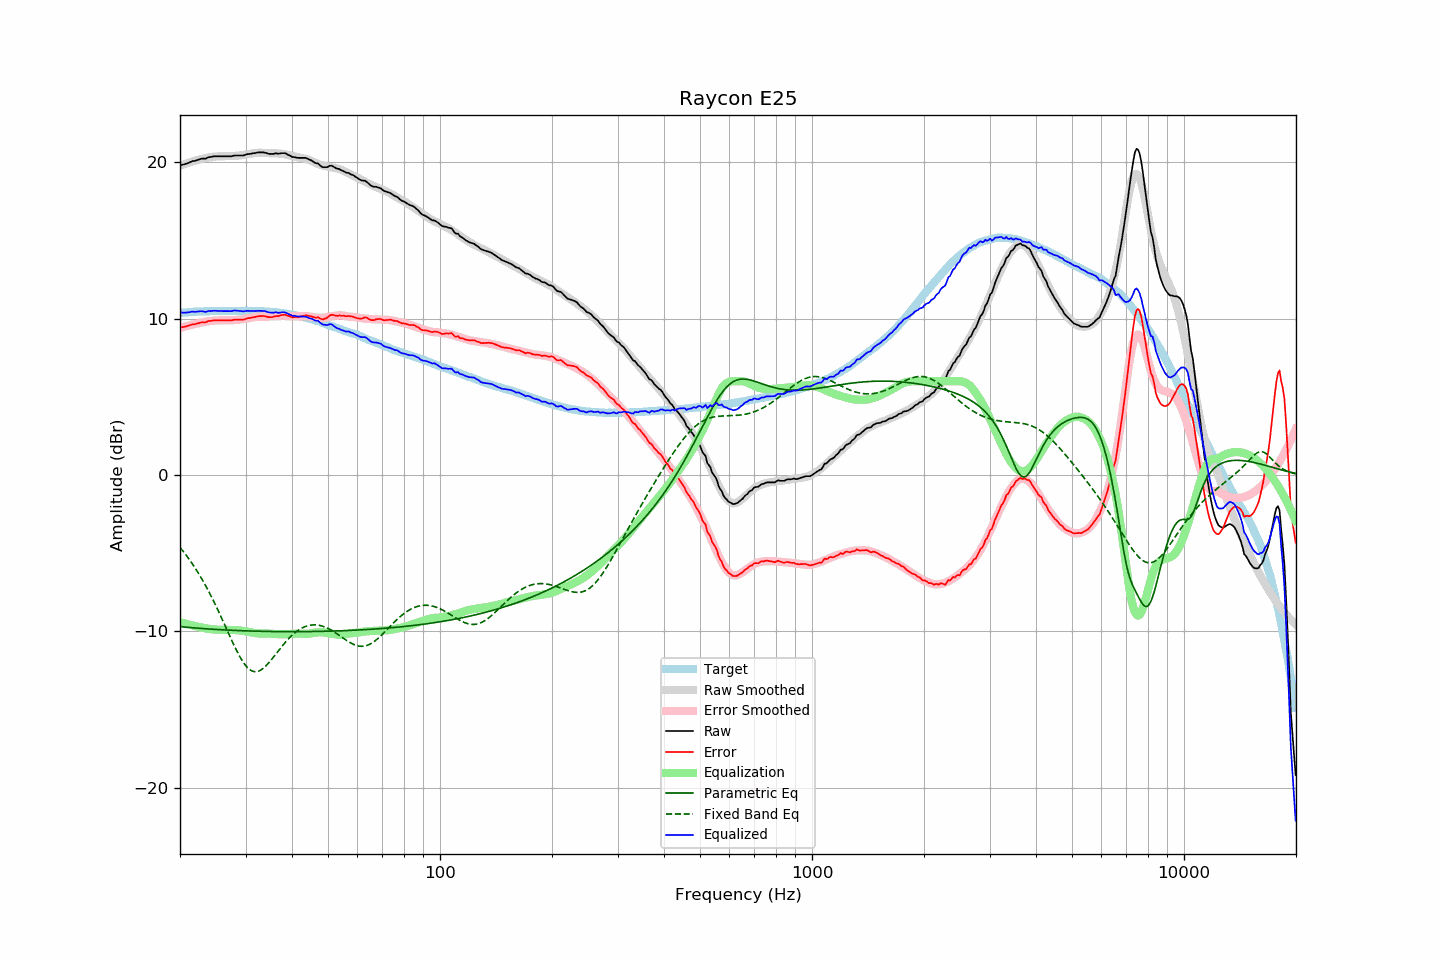 Raycon E25
Amplitude (dBr)
20
10
0
−10
−20
Target
Raw Smoothed
Error Smoothed
Raw
Error
Equalization
Parametric Eq
Fixed Band Eq
Equalized
100
1000
10000
Frequency (Hz)